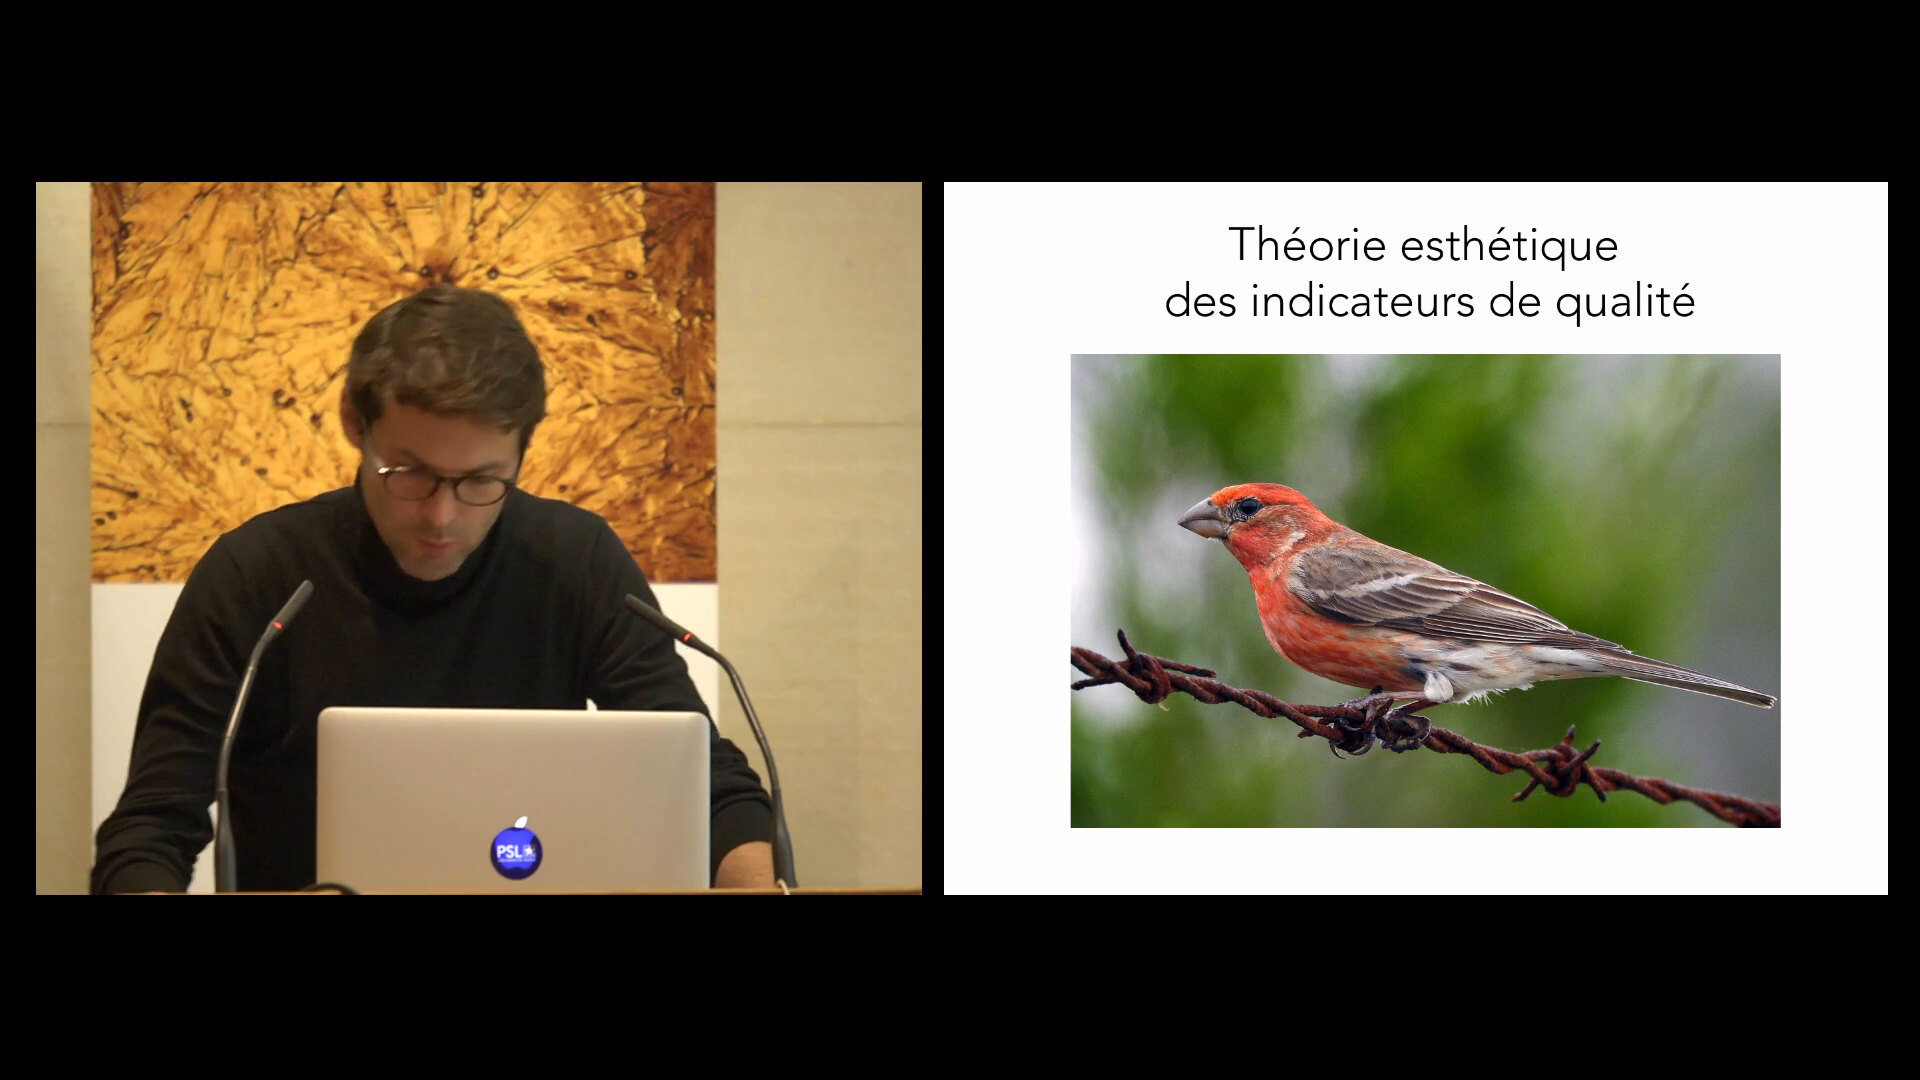 Théorie esthétique
des indicateurs de qualité
PSL